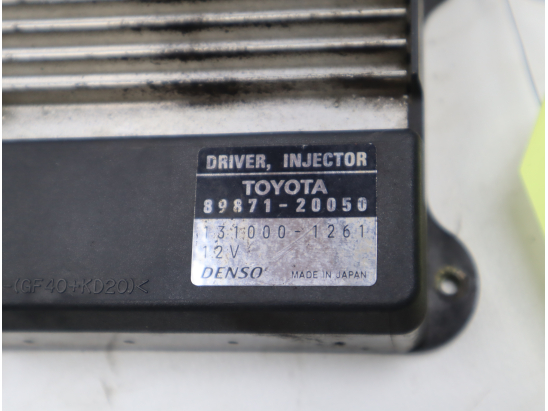 DRIVER, INJECTOR
TOYOTA
89871-20050
131000-1261
12V
DENSO MADE IN JAPAN
-(GF40+KD20)<